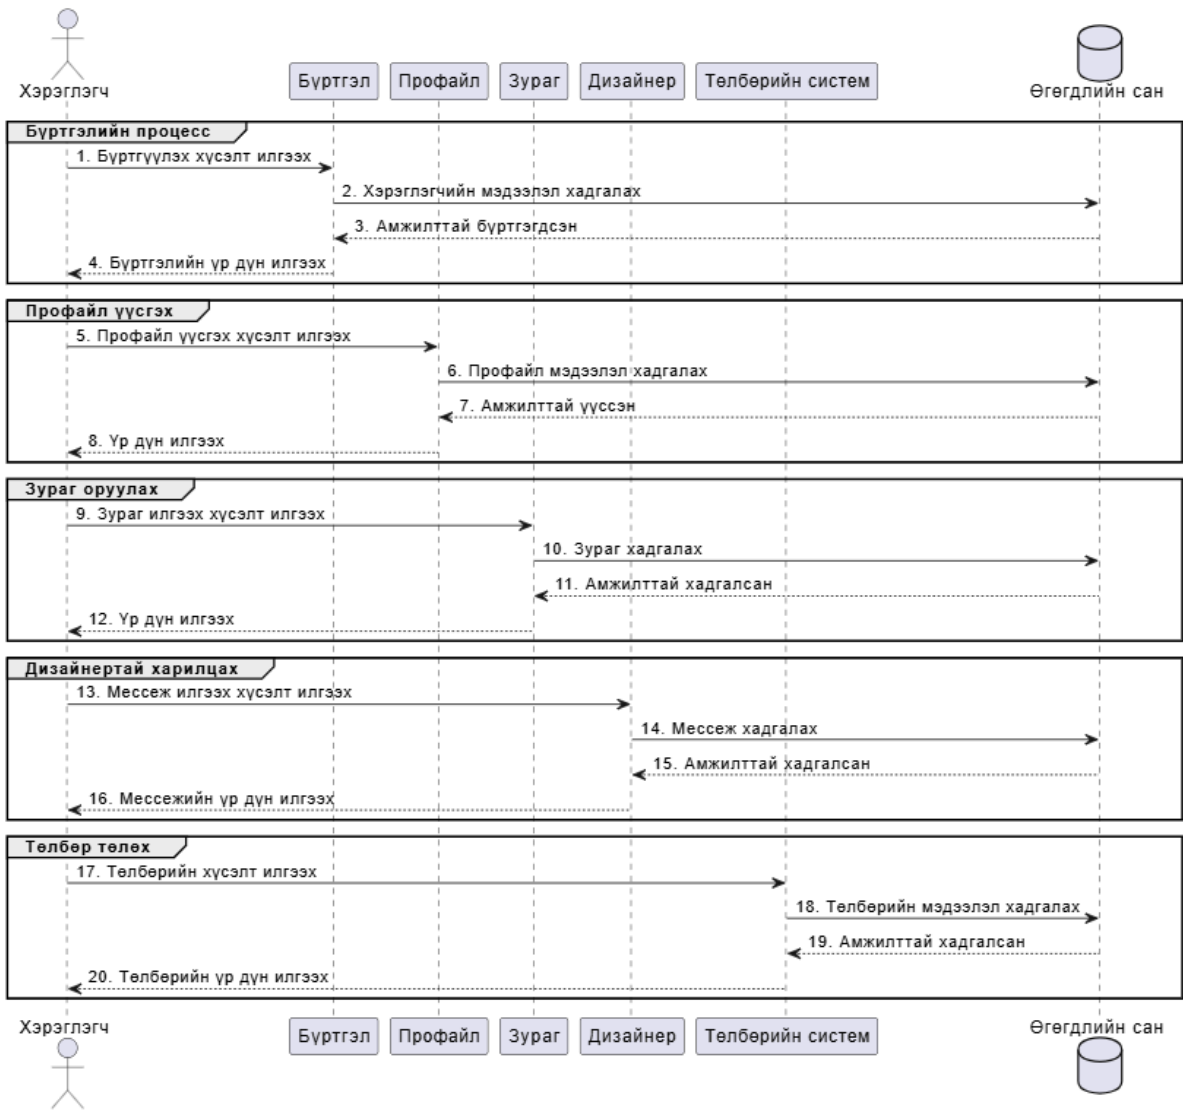 Хэрэглэгч
Бүртгэл
Профайл
Зураг
Дизайнер
Төлбөрийн систем
Өгөгдлийн сан
Бүртгэлийн процесс
1. Бүртгүүлэх хүсэлт илгээх
2. Хэрэглэгчийн мэдээлэл хадгалах
3. Амжилттай бүртгэгдсэн
4. Бүртгэлийн үр дүн илгээх
Профайл үүсгэх
5. Профайл үүсгэх хүсэлт илгээх
6. Профайл мэдээлэл хадгалах
7. Амжилттай үүссэн
8. Үр дүн илгээх
Зураг оруулах
9. Зураг илгээх хүсэлт илгээх
10. Зураг хадгалах
11. Амжилттай хадгалсан
12. Үр дүн илгээх
Дизайнертай харилцах
13. Мессеж илгээх хүсэлт илгээх
14. Мессеж хадгалах
15. Амжилттай хадгалсан
16. Мессежийн үр дүн илгээх
Төлбөр төлөх
17. Төлбөрийн хүсэлт илгээх
18. Төлбөрийн мэдээлэл хадгалах
19. Амжилттай хадгалсан
20. Төлбөрийн үр дүн илгээх
Хэрэглэгч
Бүртгэл
Профайл
Зураг
Дизайнер
Төлбөрийн систем
Өгөгдлийн сан